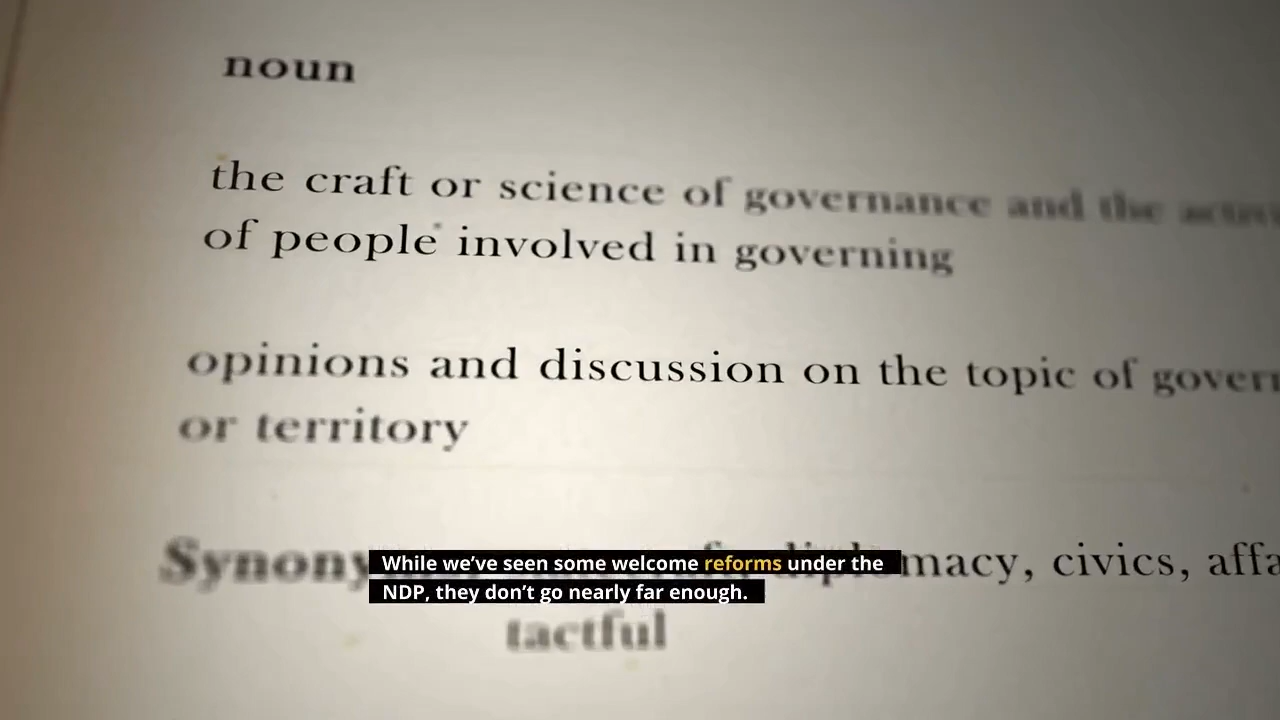 noun
the craft or science of governance and the
of people involved in governing
opinions and discussion on the topic of govern
or territory
macy, civics, affa
While we've seen some welcome reforms under the
NDP, they don't go nearly far enough.
tactful